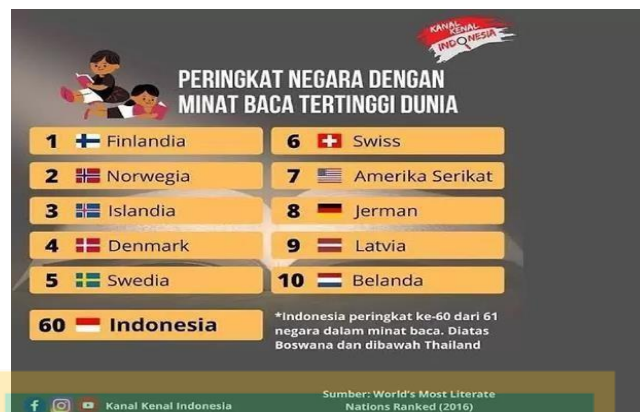 KANAL
KENAL
INDONESIA
PERINGKAT NEGARA DENGAN
MINAT BACA TERTINGGI DUNIA
1 Finlandia
2 Norwegia
3 Islandia
4 Denmark
5 Swedia
6 Swiss
7 Amerika Serikat
8 Jerman
9 Latvia
10 Belanda
60 Indonesia
*Indonesia peringkat ke-60 dari 61
negara dalam minat baca. Diatas
Boswana dan dibawah Thailand
Kanal Kenal Indonesia
Sumber: World's Most Literate
Nations Ranked (2016)